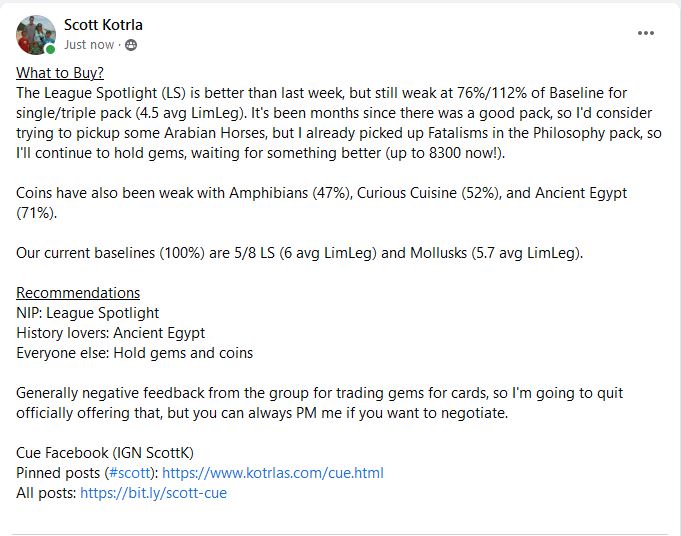 Scott Kotrla
Just now ·
What to Buy?
The League Spotlight (LS) is better than last week, but still weak at 76%/112% of Baseline for
single/triple pack (4.5 avg LimLeg). It's been months since there was a good pack, so I'd consider
trying to pickup some Arabian Horses, but I already picked up Fatalisms in the Philosophy pack, so
I'll continue to hold gems, waiting for something better (up to 8300 now!).
Coins have also been weak with Amphibians (47%), Curious Cuisine (52%), and Ancient Egypt
(71%).
Our current baselines (100%) are 5/8 LS (6 avg LimLeg) and Mollusks (5.7 avg LimLeg).
Recommendations
NIP: League Spotlight
History lovers: Ancient Egypt
Everyone else: Hold gems and coins
Generally negative feedback from the group for trading gems for cards, so I'm going to quit
officially offering that, but you can always PM me if you want to negotiate.
Cue Facebook (IGN ScottK)
Pinned posts (#scott): https://www.kotrlas.com/cue.html
All posts: https://bit.ly/scott-cue